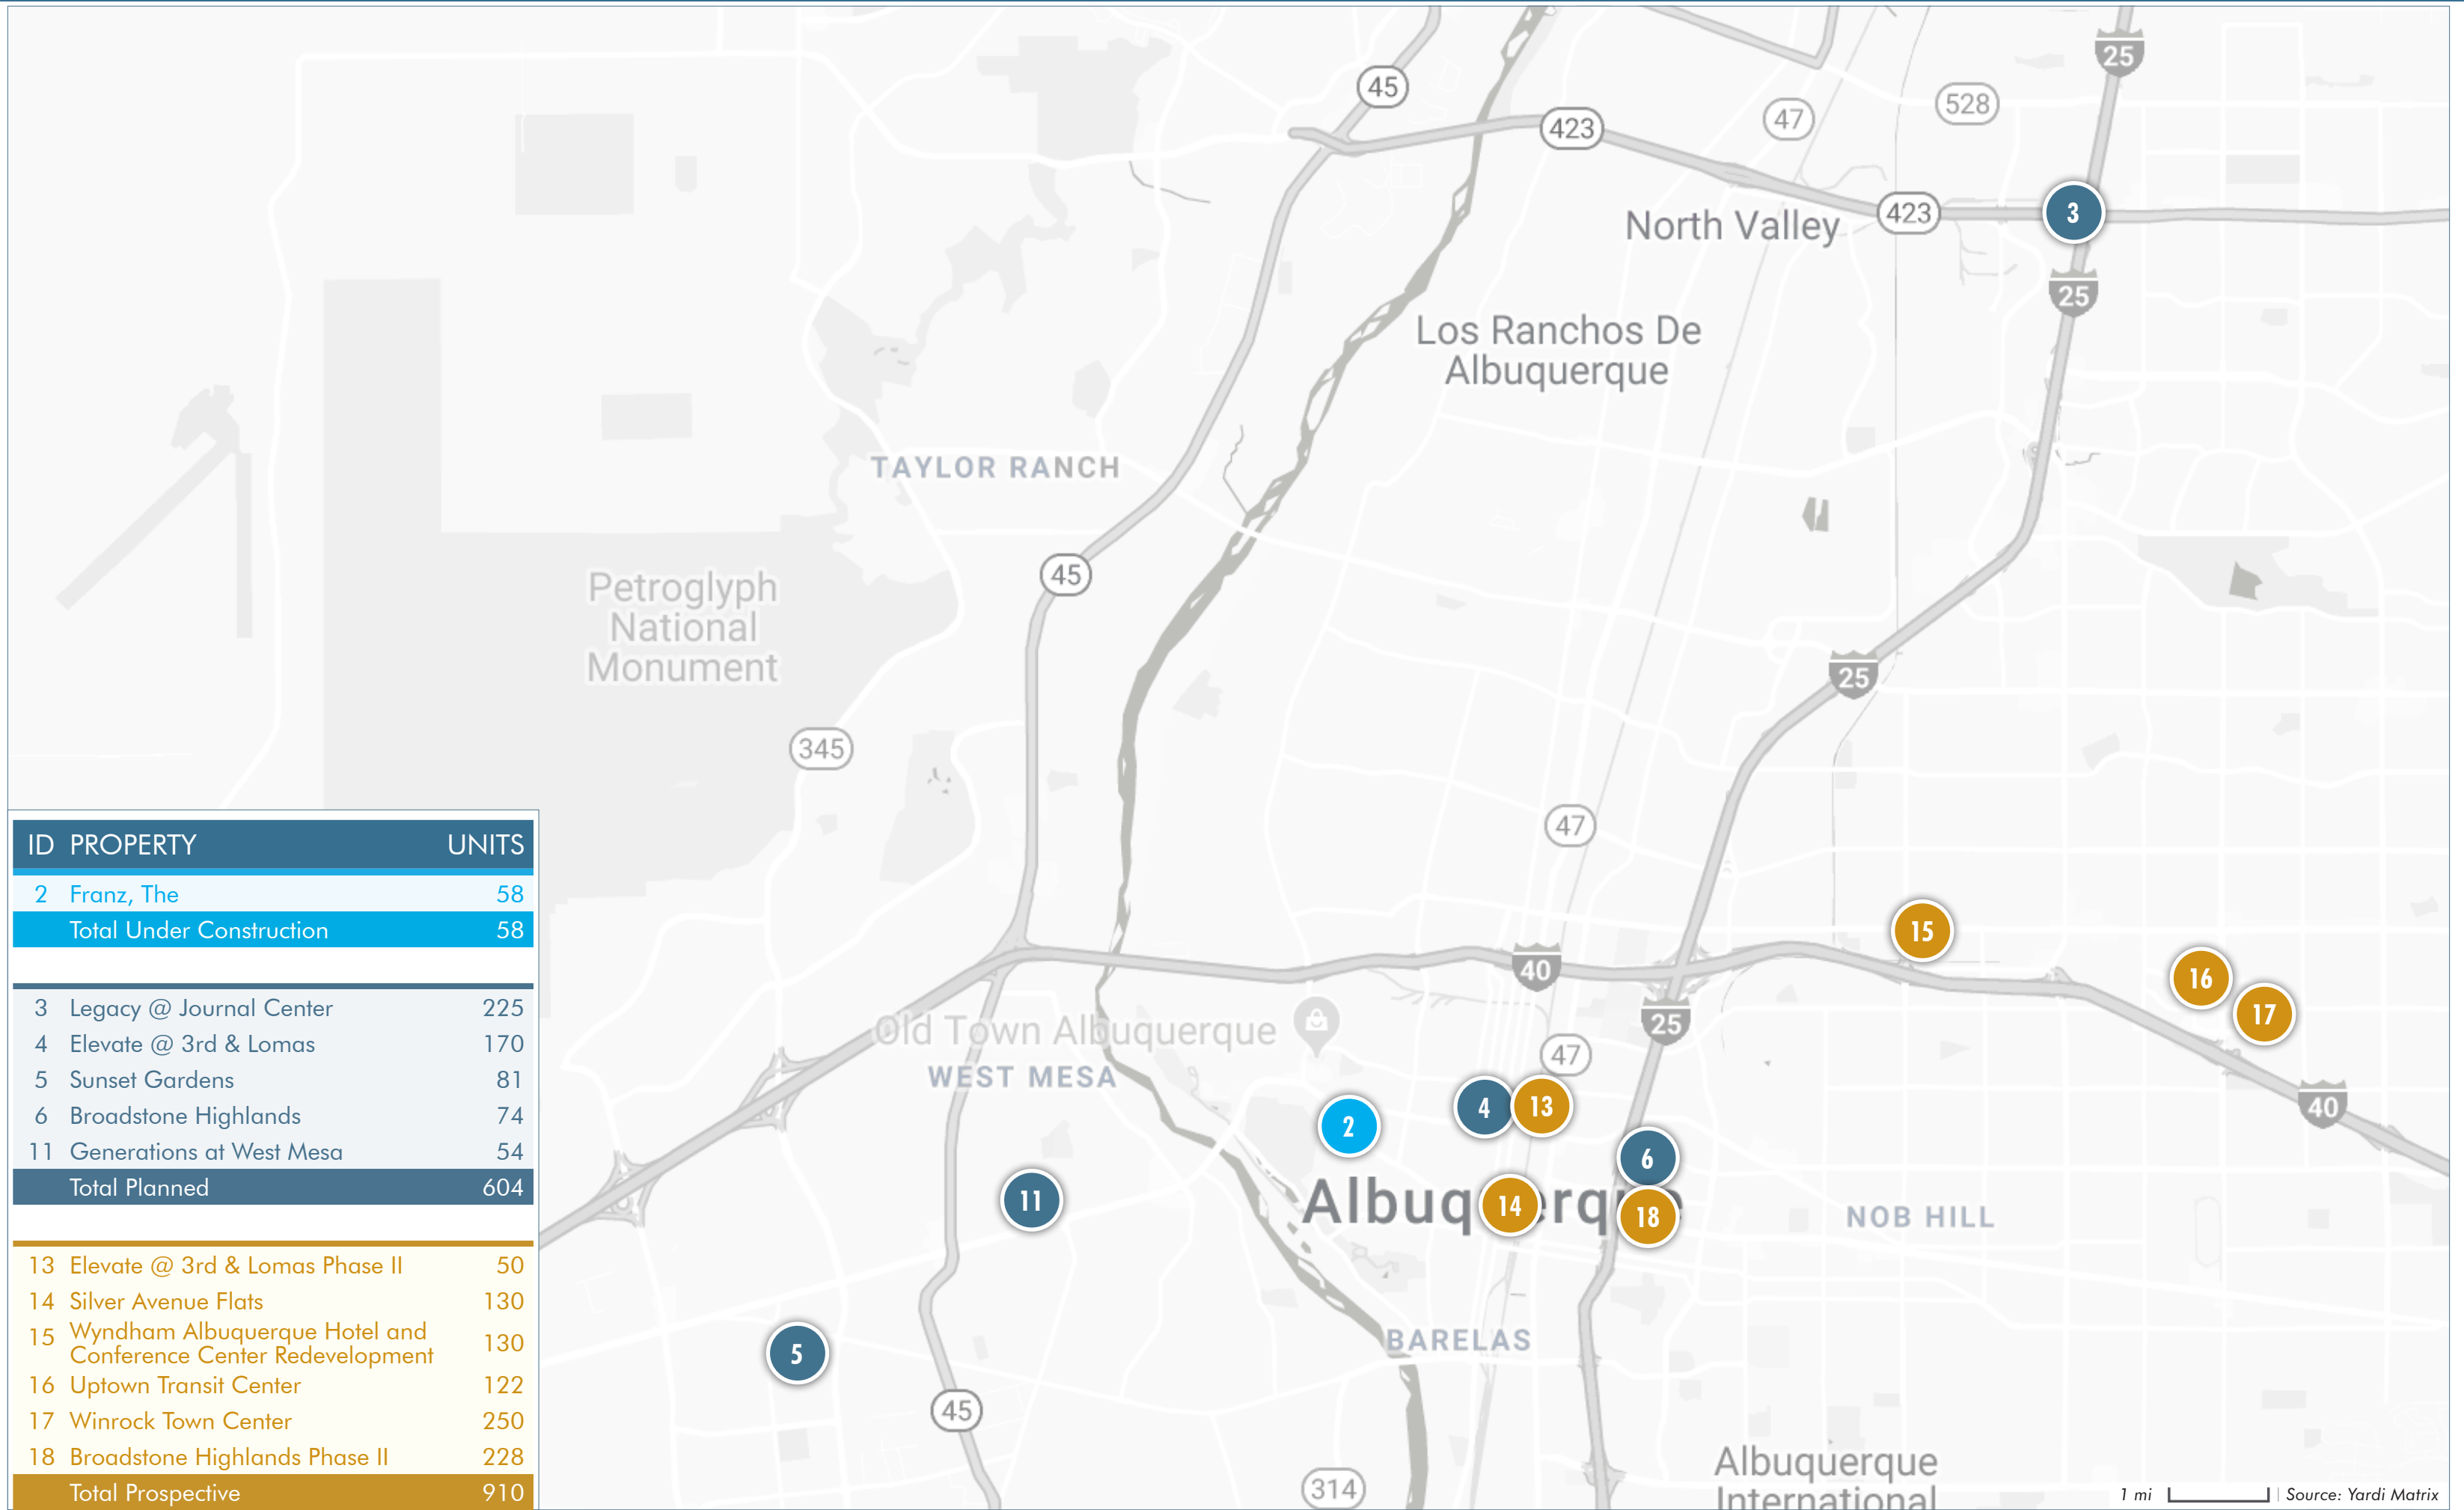 25
45
423
47
528
423
3
North Valley
25
Los Ranchos De
Albuquerque
TAYLOR RANCH
45
Petroglyph
National
Monument
25
345
47
15
40
16
17
25
Old Town Albuquerque
47
WEST MESA
40
4
13
2
6
11
Albuq
14
erq
18
NOB HILL
BARELAS
5
45
Albuquerque
International
314
1 mi | Source: Yardi Matrix
ID PROPERTY UNITS
2 Franz, The 58
Total Under Construction 58
3 Legacy @ Journal Center 225
4 Elevate @ 3rd & Lomas 170
5 Sunset Gardens 81
6 Broadstone Highlands 74
11 Generations at West Mesa 54
Total Planned 604
13 Elevate @ 3rd & Lomas Phase II 50
14 Silver Avenue Flats 130
15 Wyndham Albuquerque Hotel and
Conference Center Redevelopment 130
16 Uptown Transit Center 122
17 Winrock Town Center 250
18 Broadstone Highlands Phase II 228
Total Prospective 910